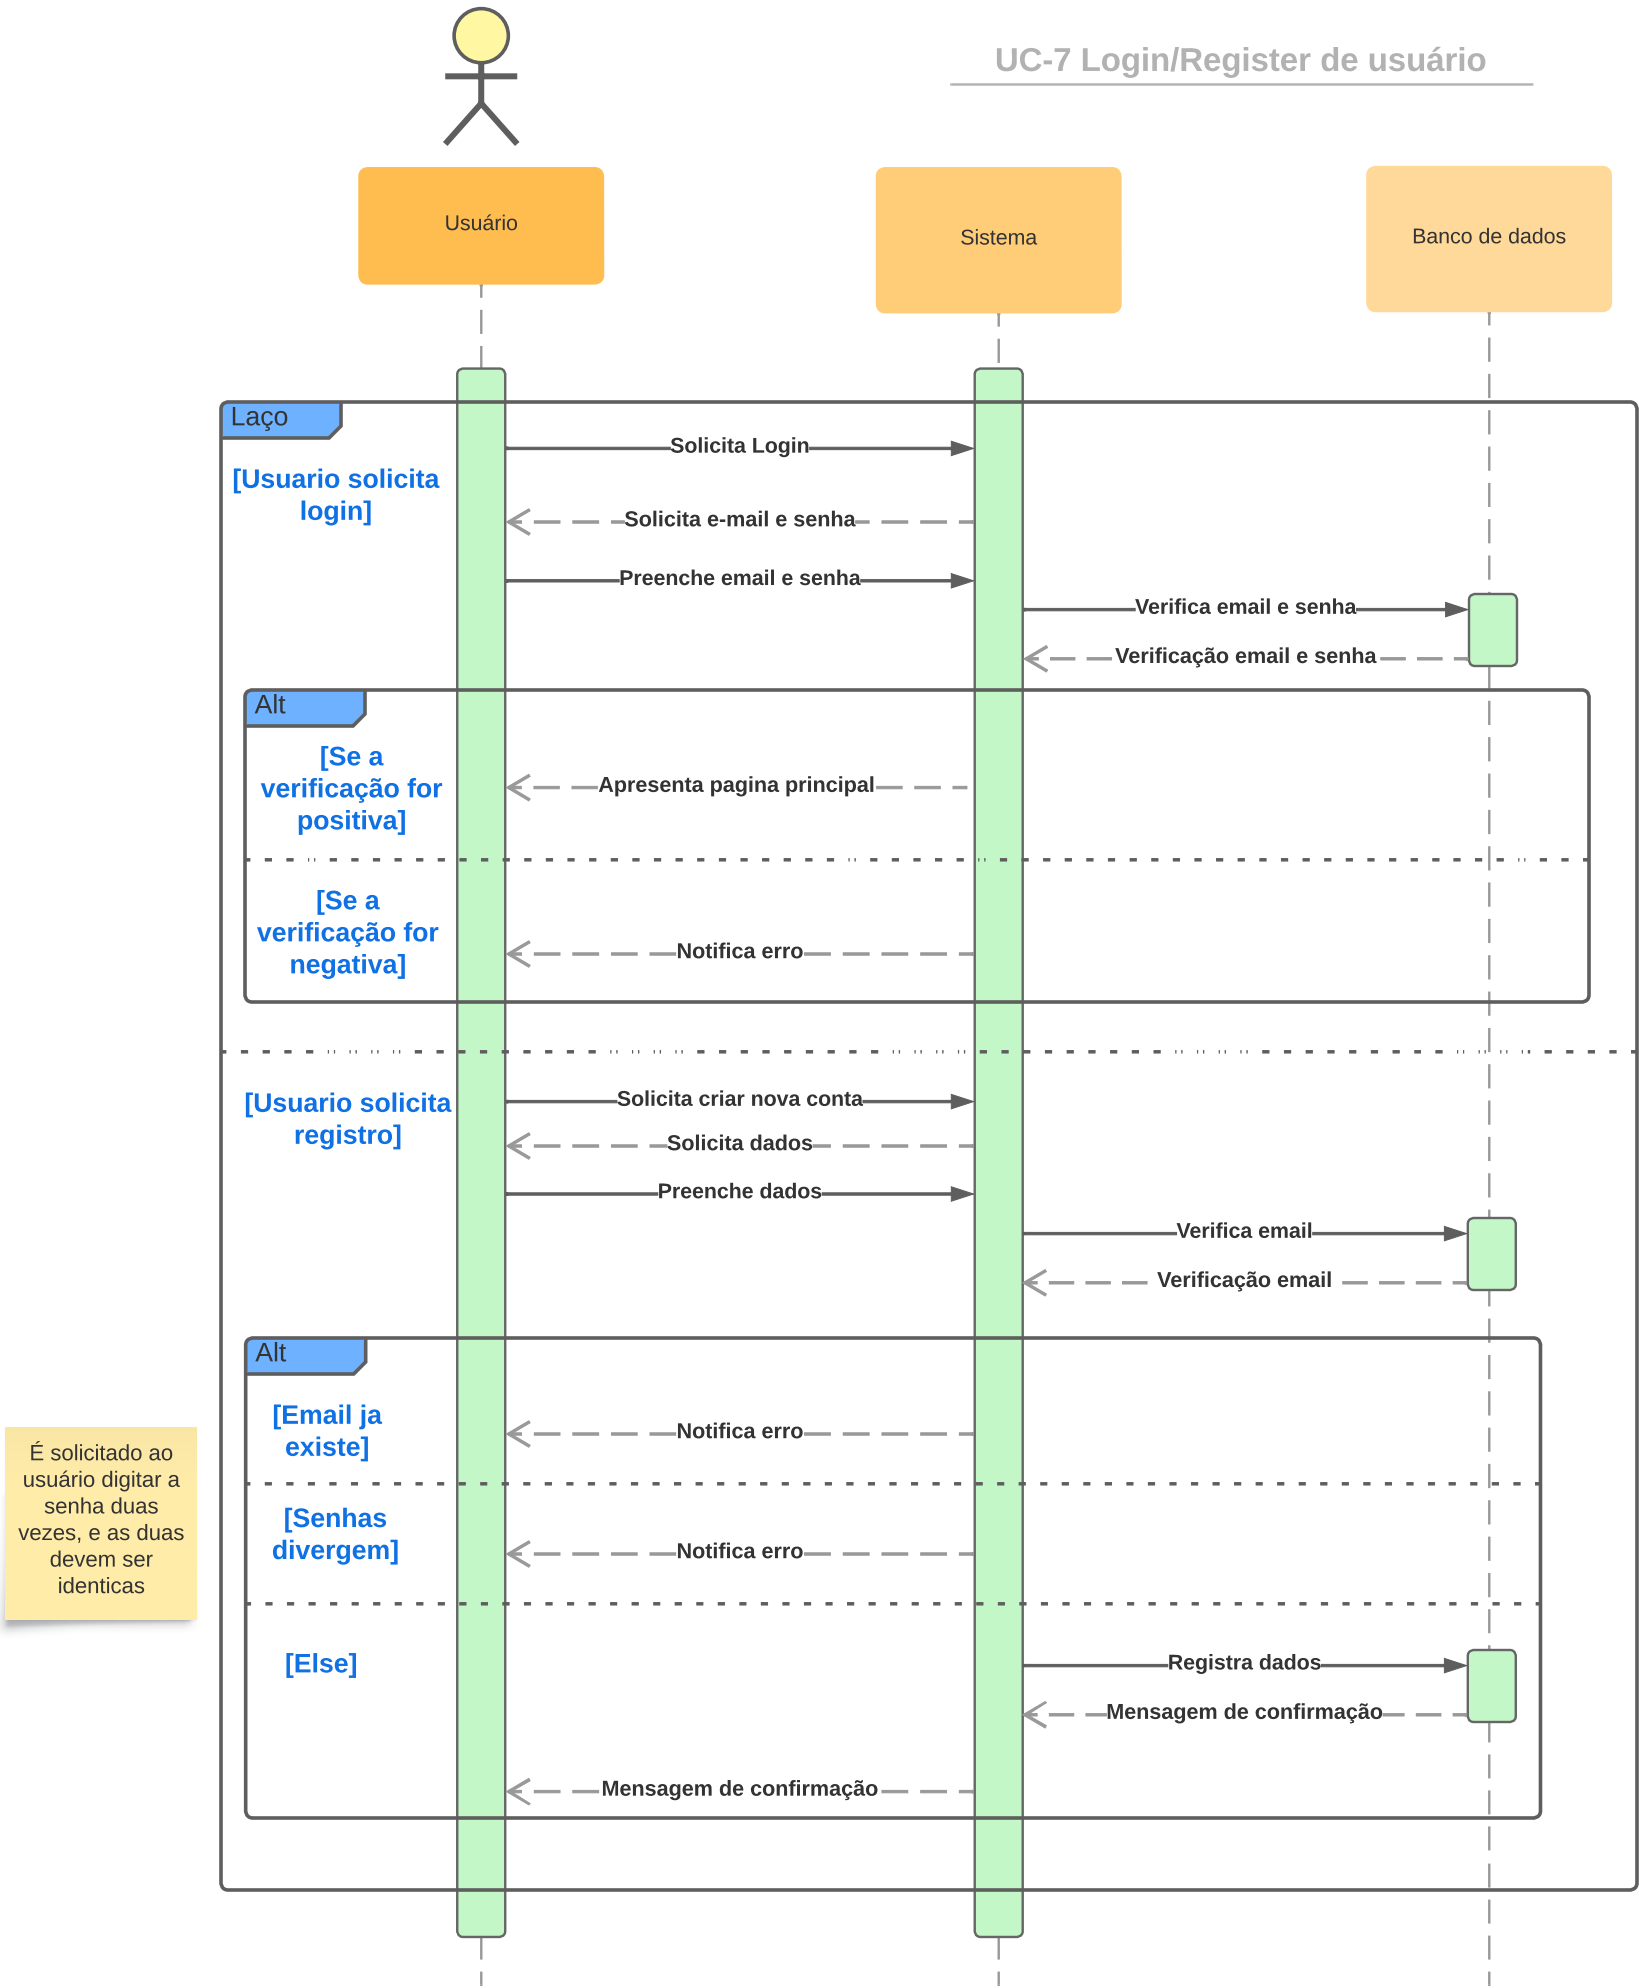 UC-7 Login/Register de usuário
Usuário
Sistema
Banco de dados
Laço
Solicita Login
[Usuario solicita
login]
Solicita e-mail e senha
Preenche email e senha
Verifica email e senha
Verificação email e senha
Alt
[Se a
verificação for
positiva]
Apresenta pagina principal
[Se a
verificação for
negativa]
Notifica erro
[Usuario solicita
registro]
Solicita criar nova conta
Solicita dados
Preenche dados
Verifica email
Verificação email
Alt
[Email ja
existe]
Notifica erro
É solicitado ao
usuário digitar a
senha duas
vezes, e as duas
devem ser
identicas
[Senhas
divergem]
Notifica erro
[Else]
Registra dados
Mensagem de confirmação
Mensagem de confirmação